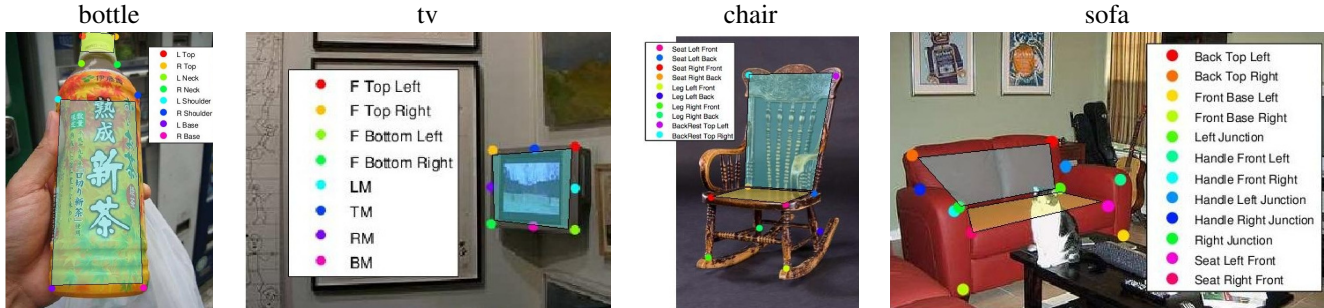 bottle
tv
chair
sofa
L Top
R Top
L Neck
R Neck
L Shoulder
R Shoulder
L Base
R Base
熟成
新
茶
F Top Left
F Top Right
F Bottom Left
F Bottom Right
LM
TM
RM
BM
Seat Left Front
Seat Left Back
Seat Right Front
Seat Right Back
Leg Left Front
Leg Left Back
Leg Right Front
Leg Right Back
BackRest Top Left
BackRest Top Right
Back Top Left
Back Top Right
Front Base Left
Front Base Right
Left Junction
Handle Front Left
Handle Front Right
Handle Left Junction
Handle Right Junction
Right Junction
Seat Left Front
Seat Right Front